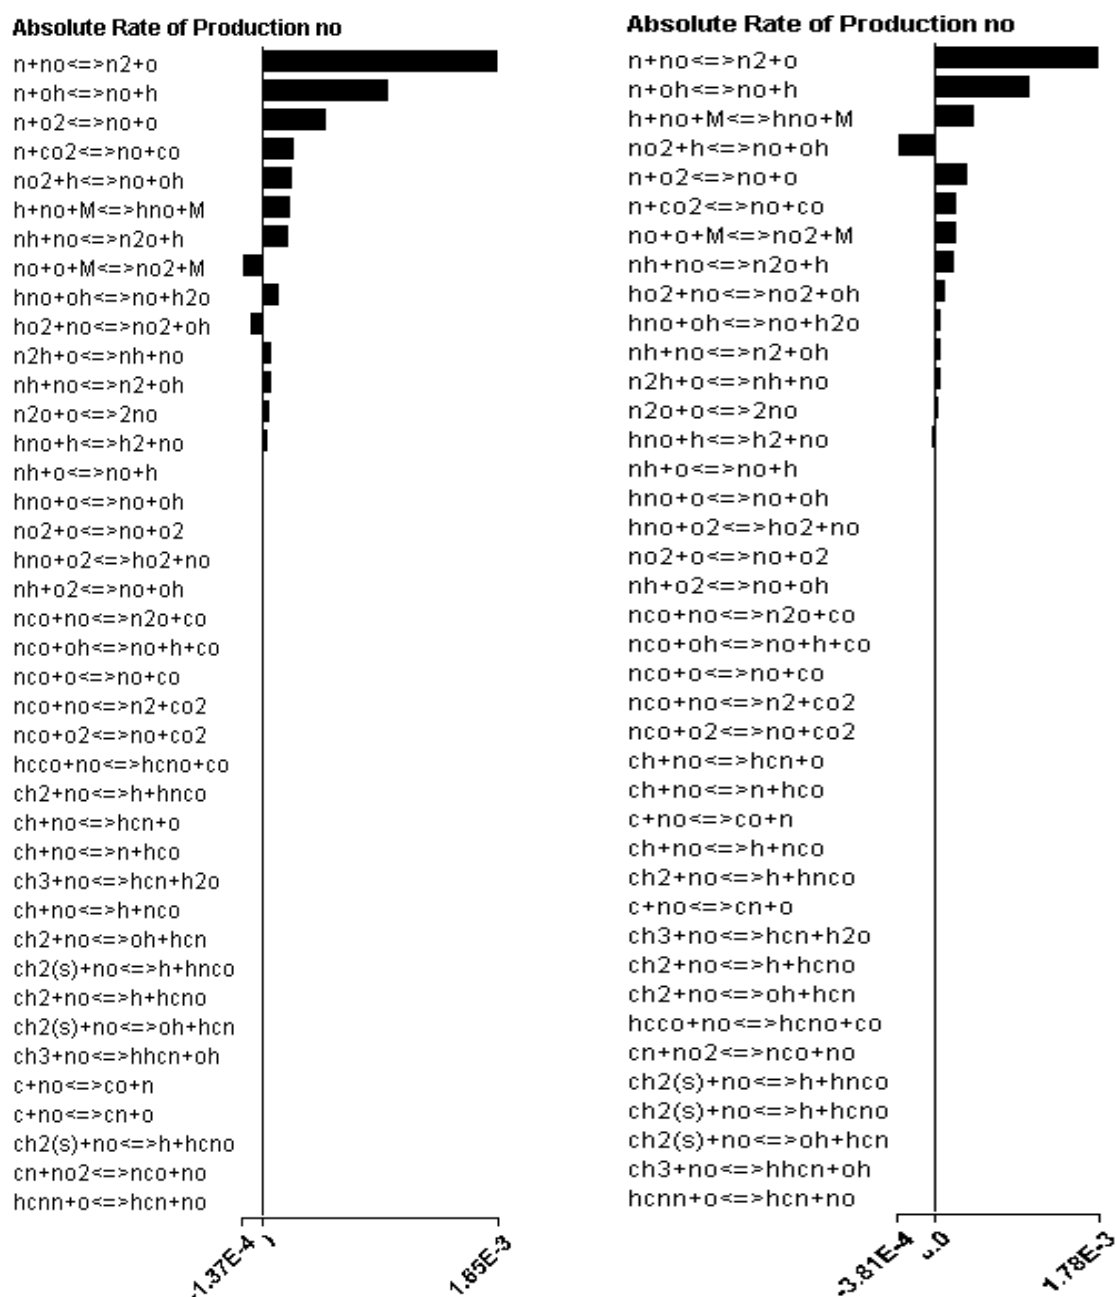 Absolute Rate of Production no
n+no<=>n2+o
n+oh<=>no+h
n+o2<=>no+o
n+co2<=>no+co
no2+h<=>no+oh
h+no+M<=>hno+M
nh+no<=>n2o+h
no+o+M<=>no2+M
hno+oh<=>no+h2o
ho2+no<=>no2+oh
n2h+o<=>nh+no
nh+no<=>n2+oh
n2o+o<=>2no
hno+h<=>h2+no
nh+o<=>no+h
hno+o<=>no+oh
no2+o<=>no+o2
hno+o2<=>ho2+no
nh+o2<=>no+oh
nco+no<=>n2o+co
nco+oh<=>no+h+co
nco+o<=>no+co
nco+no<=>n2+co2
nco+o2<=>no+co2
hcco+no<=>hcno+co
ch2+no<=>h+hnco
ch+no<=>hcn+o
ch+no<=>n+hco
ch3+no<=>hcn+h2o
ch+no<=>h+nco
ch2+no<=>oh+hcn
ch2(s)+no<=>h+hnco
ch2+no<=>h+hcno
ch2(s)+no<=>oh+hcn
ch3+no<=>hhcn+oh
c+no<=>co+n
c+no<=>cn+o
ch2(s)+no<=>h+hcno
cn+no2<=>nco+no
hcnn+o<=>hcn+no
-1.37E-4
1.65E-3
Absolute Rate of Production no
n+no<=>n2+o
n+oh<=>no+h
h+no+M<=>hno+M
no2+h<=>no+oh
n+o2<=>no+o
n+co2<=>no+co
no+o+M<=>no2+M
nh+no<=>n2o+h
ho2+no<=>no2+oh
hno+oh<=>no+h2o
nh+no<=>n2+oh
n2h+o<=>nh+no
n2o+o<=>2no
hno+h<=>h2+no
nh+o<=>no+h
hno+o<=>no+oh
hno+o2<=>ho2+no
no2+o<=>no+o2
nh+o2<=>no+oh
nco+no<=>n2o+co
nco+oh<=>no+h+co
nco+o<=>no+co
nco+no<=>n2+co2
nco+o2<=>no+co2
ch+no<=>hcn+o
ch+no<=>n+hco
c+no<=>co+n
ch+no<=>h+nco
ch2+no<=>h+hnco
c+no<=>cn+o
ch3+no<=>hcn+h2o
ch2+no<=>h+hcno
ch2+no<=>oh+hcn
hcco+no<=>hcno+co
cn+no2<=>nco+no
ch2(s)+no<=>h+hnco
ch2(s)+no<=>h+hcno
ch2(s)+no<=>oh+hcn
ch3+no<=>hhcn+oh
hcnn+o<=>hcn+no
-3.81E-4
0.0
1.78E-3